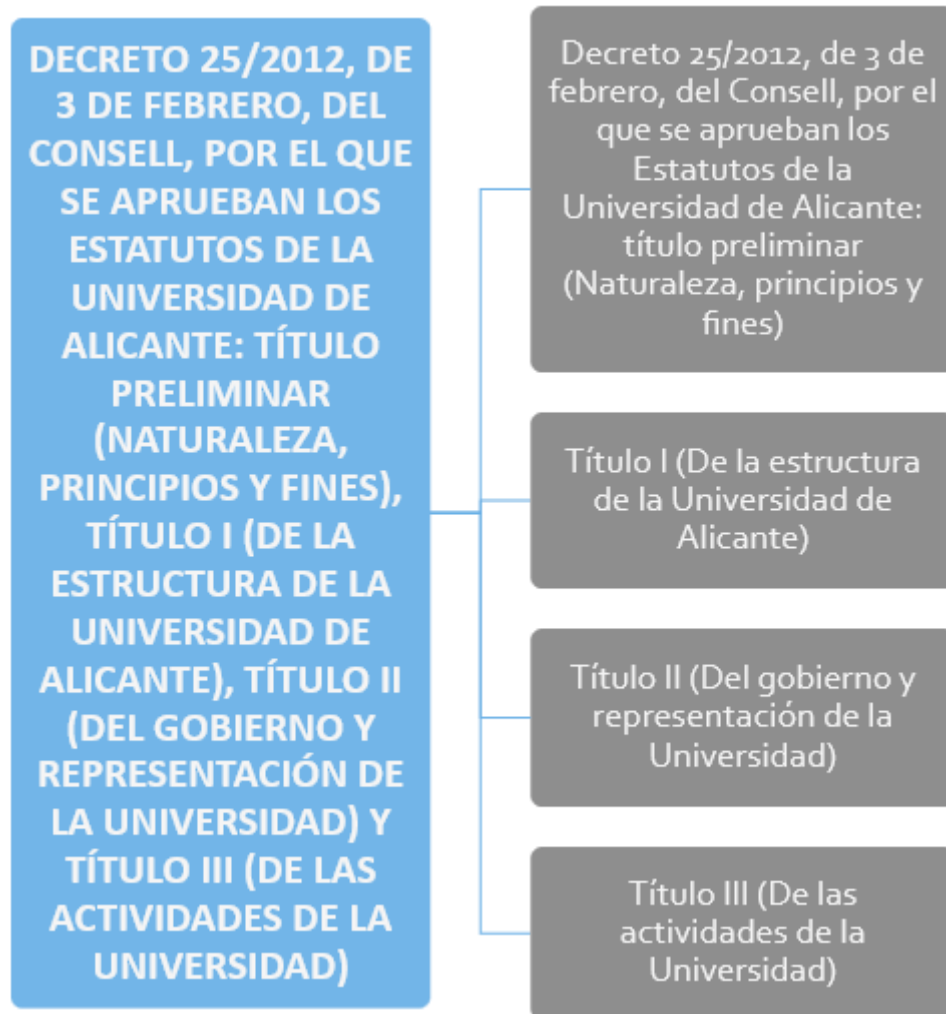 DECRETO 25/2012, DE
3 DE FEBRERO, DEL
CONSELL, POR EL QUE
SE APRUEBAN LOS
ESTATUTOS DE LA
UNIVERSIDAD DE
ALICANTE: TÍTULO
PRELIMINAR
(NATURALEZA,
PRINCIPIOS Y FINES),
TÍTULO I (DE LA
ESTRUCTURA DE LA
UNIVERSIDAD DE
ALICANTE), TÍTULO II
(DEL GOBIERNO Y
REPRESENTACIÓN DE
LA UNIVERSIDAD) Y
TÍTULO III (DE LAS
ACTIVIDADES DE LA
UNIVERSIDAD)
Decreto 25/2012, de 3 de
febrero, del Consell, por el
que se aprueban los
Estatutos de la
Universidad de Alicante:
título preliminar
(Naturaleza, principios y
fines)
Título I (De la estructura
de la Universidad de
Alicante)
Título II (Del gobierno y
representación de la
Universidad)
Título III (De las
actividades de la
Universidad)